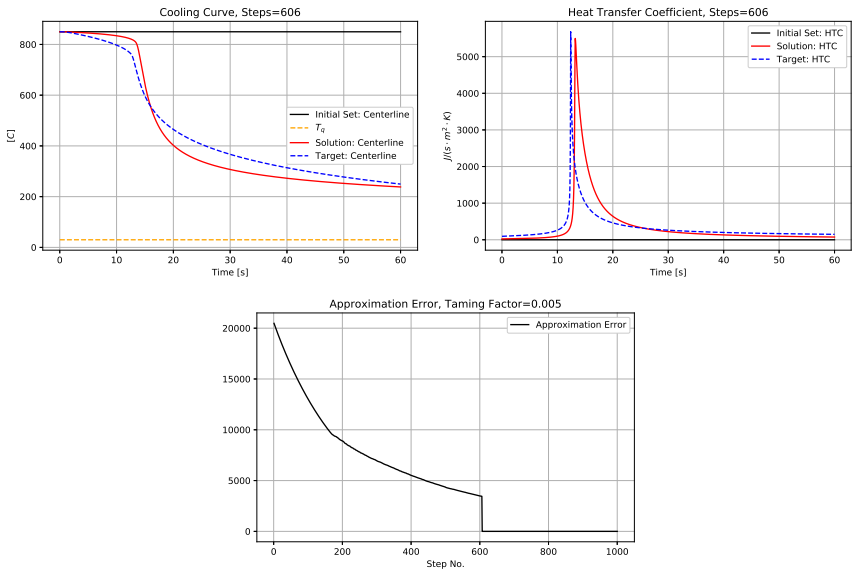 Cooling Curve, Steps=606
[C]
800
600
400
200
0
Initial Set: Centerline
T_q
Solution: Centerline
Target: Centerline
0 10 20 30 40 50 60
Time [s]
Heat Transfer Coefficient, Steps=606
J/(s · m² · K)
5000
4000
3000
2000
1000
0
Initial Set: HTC
Solution: HTC
Target: HTC
0 10 20 30 40 50 60
Time [s]
Approximation Error, Taming Factor=0.005
20000
15000
10000
5000
0
Approximation Error
0 200 400 600 800 1000
Step No.